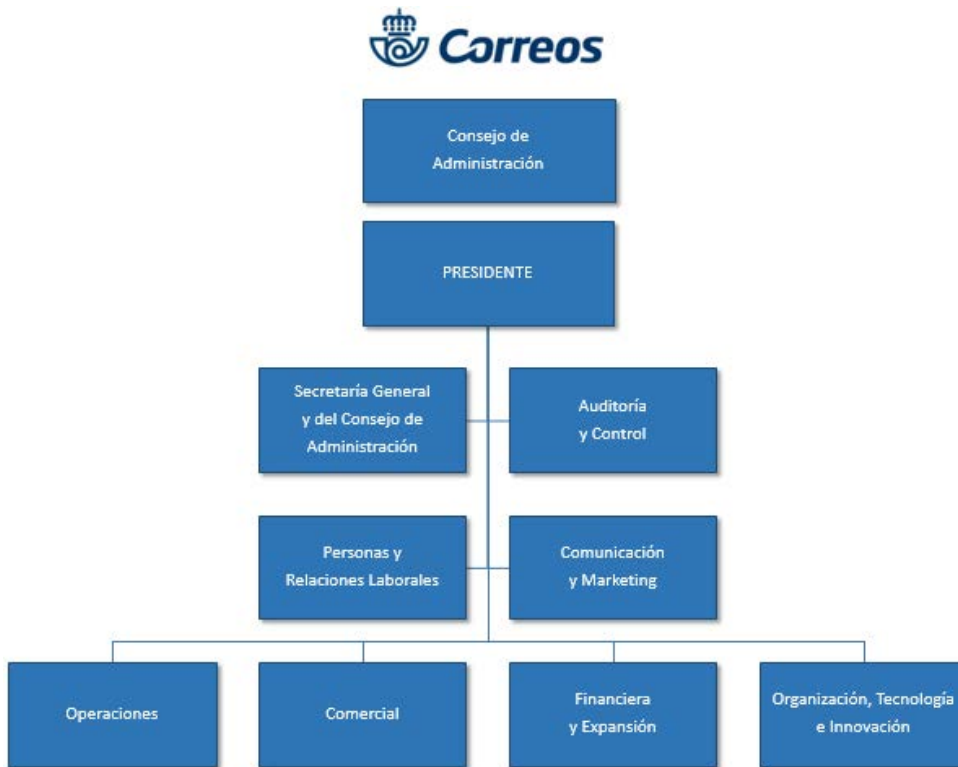 Correos
Consejo de
Administración
PRESIDENTE
Secretaría General
y del Consejo de
Administración
Auditoría
y Control
Personas y
Relaciones Laborales
Comunicación
y Marketing
Operaciones
Comercial
Financiera
y Expansión
Organización, Tecnología
e Innovación